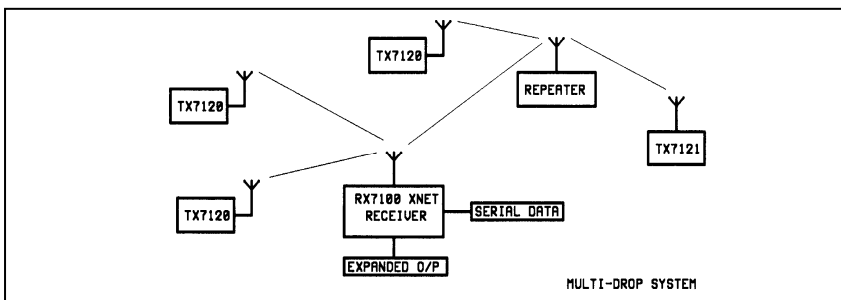 TX7120
TX7120
REPEATER
TX7121
TX7120
RX7100 XNET
RECEIVER
SERIAL DATA
EXPANDED O/P
MULTI-DROP SYSTEM